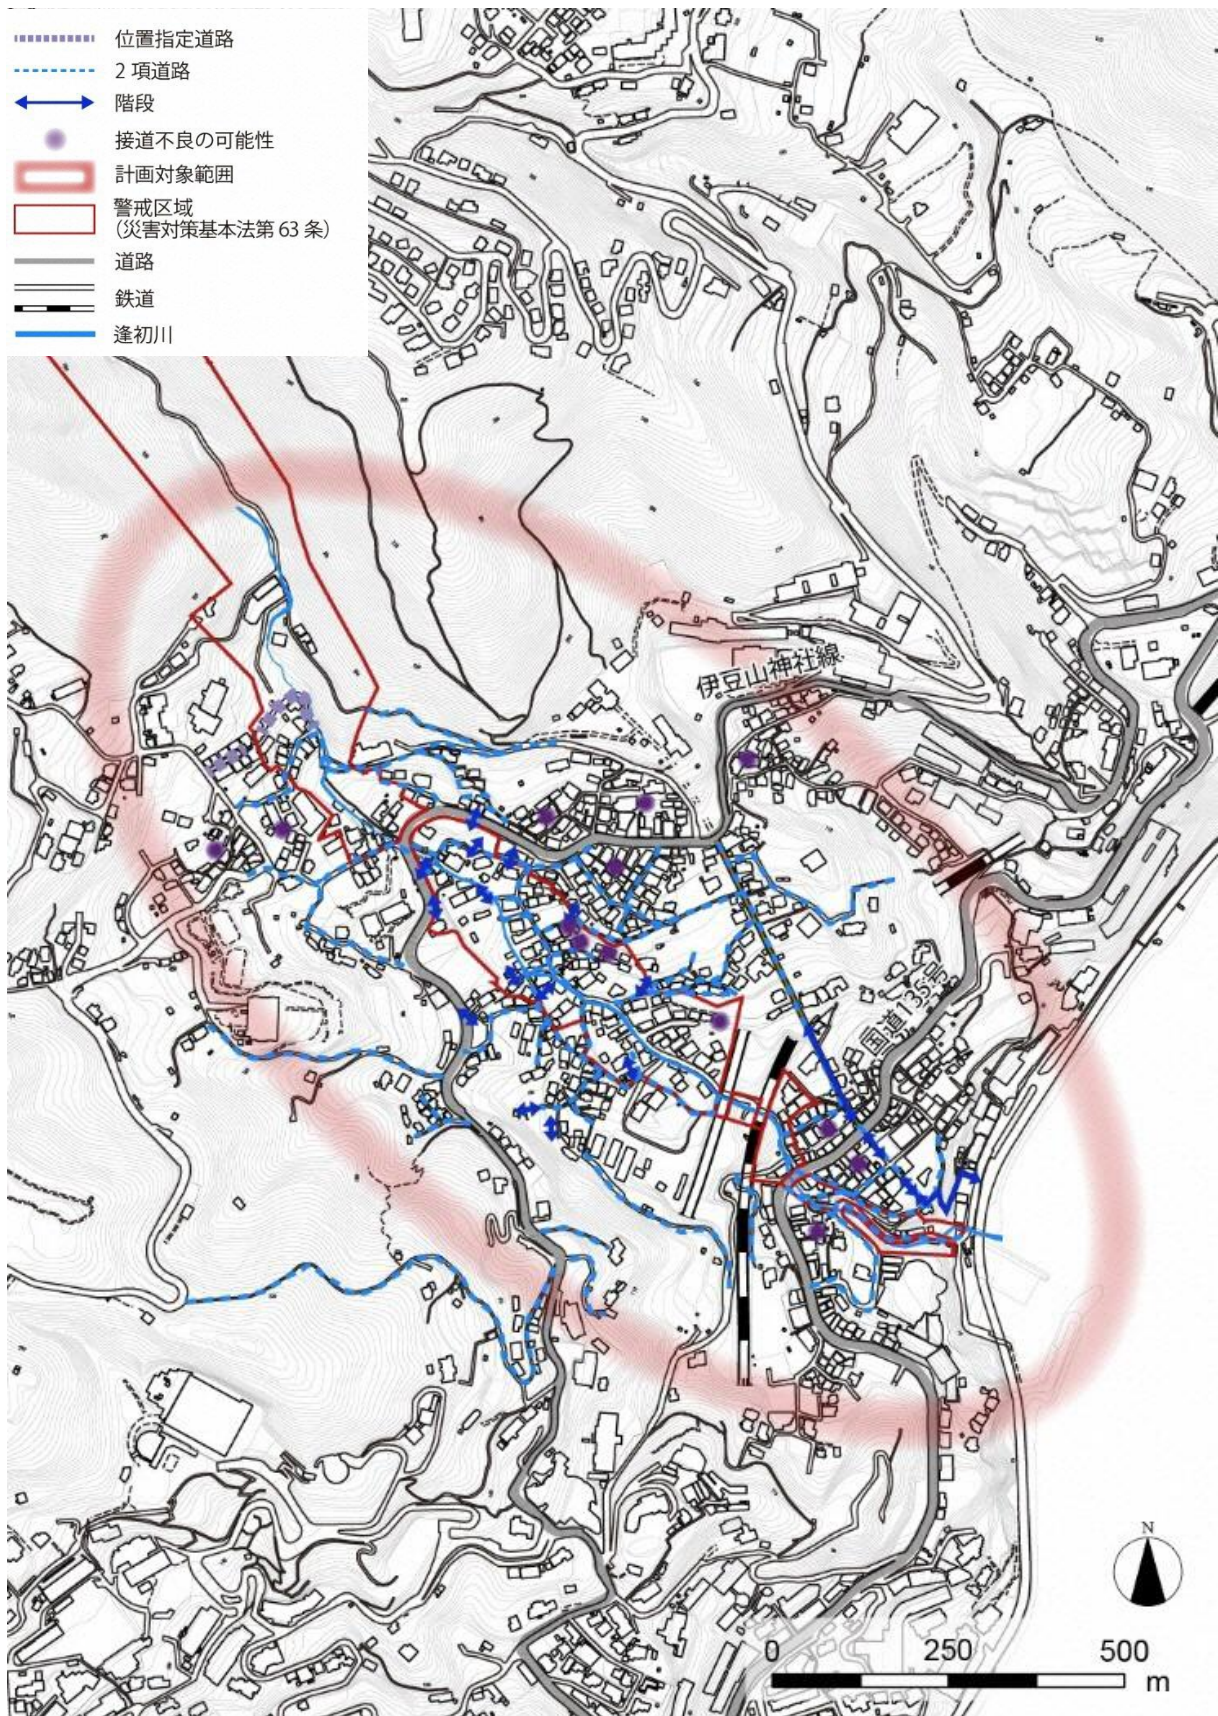 位置指定道路
2 項道路
階段
接道不良の可能性
計画対象範囲
警戒区域
(災害対策基本法第 63 条)
道路
鉄道
逢初川
伊豆山神社線
国道135号
N
0 250 500
m